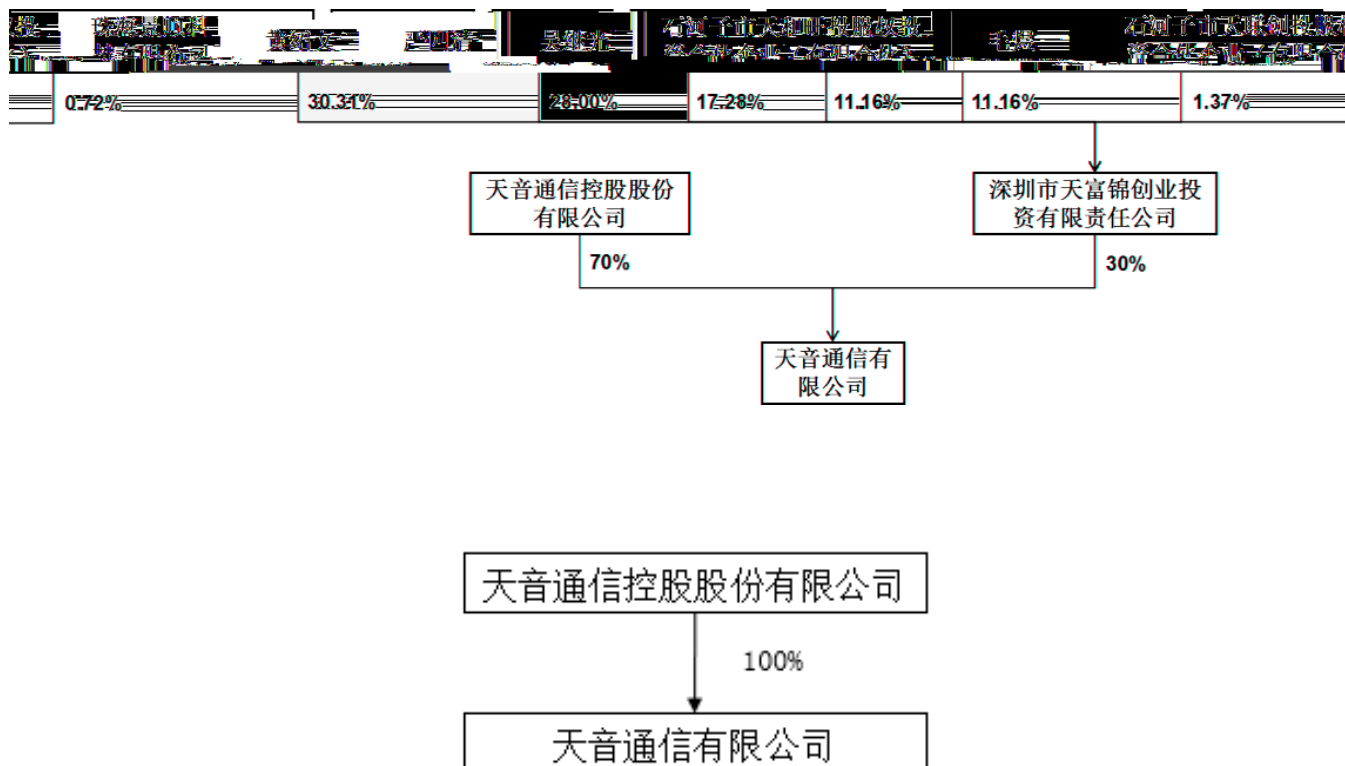 毛煜
0.72%
30.31%
28.00%
17.28%
11.16%
11.16%
1.37%
天音通信控股股份
有限公司
深圳市天富锦创业投
资有限责任公司
70%
30%
天音通信有
限公司
天音通信控股股份有限公司
100%
天音通信有限公司